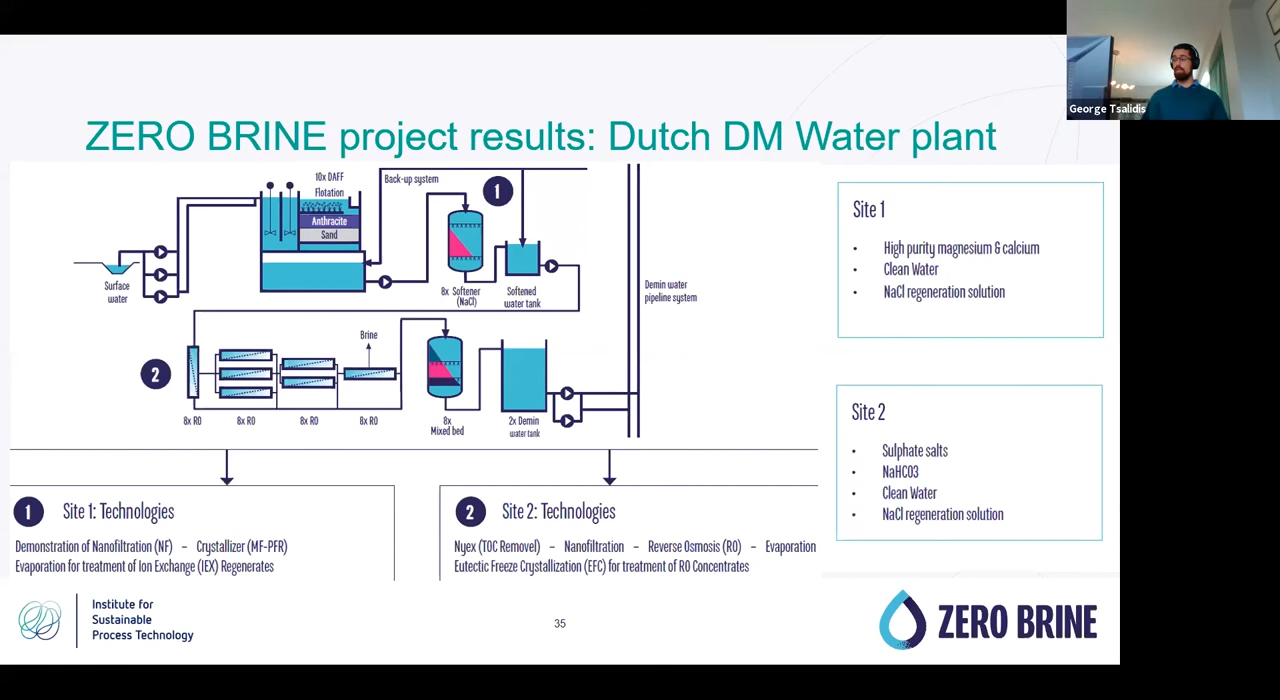 George Tsalidis
ZERO BRINE project results: Dutch DM Water plant
10x DAFF
Flotation
Anthracite
Sand
Back-up system
1
Surface
water
8x Softener
(NaCl)
Softened
water tank
Demin water
pipeline system
2
Brine
8x RO
8x RO
8x RO
8x RO
8x
Mixed bed
2x Demin
water tank
Site 1
• High purity magnesium & calcium
• Clean Water
• NaCl regeneration solution
Site 2
• Sulphate salts
• NaHCO3
• Clean Water
• NaCl regeneration solution
1 Site 1: Technologies
Demonstration of Nanofiltration (NF) – Crystallizer (MF-PFR)
Evaporation for treatment of Ion Exchange (IEX) Regenerates
2 Site 2: Technologies
Nyex (TOC Removel) – Nanofiltration – Reverse Osmosis (RO) – Evaporation
Eutectic Freeze Crystallization (EFC) for treatment of RO Concentrates
Institute for
Sustainable
Process Technology
35
ZERO BRINE